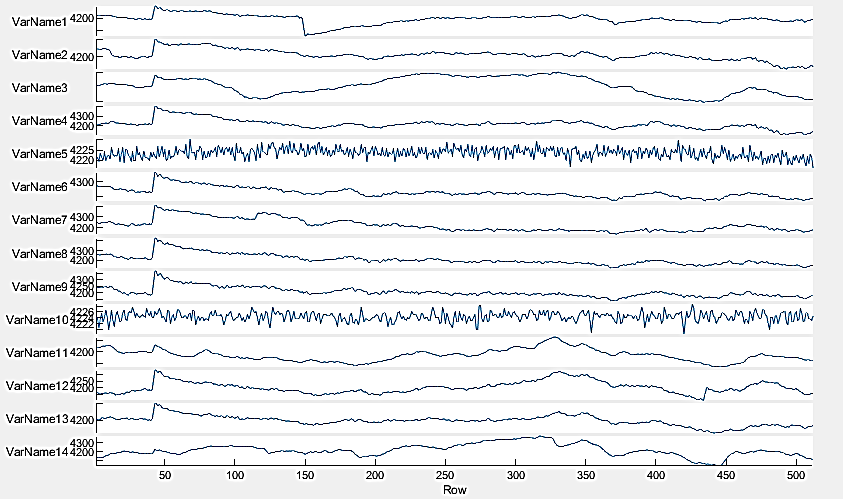 VarName1 4200
VarName2 4200
VarName3
VarName4 4300
4200
VarName5 4225
4220
VarName6 4300
VarName7 4300
4200
VarName8 4300
4200
VarName9 4300
4250
4200
VarName10 4226
4224
4222
VarName11 4200
VarName12 4250
4200
VarName13 4200
VarName14 4300
4200
50 100 150 200 250 300 350 400 450 500
Row